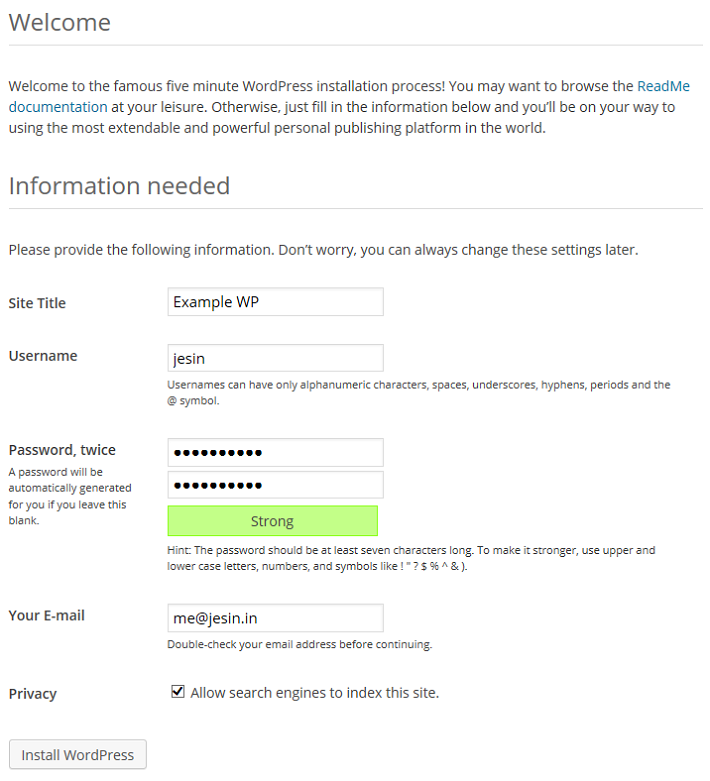 Welcome
Welcome to the famous five minute WordPress installation process! You may want to browse the ReadMe
documentation at your leisure. Otherwise, just fill in the information below and you'll be on your way to
using the most extendable and powerful personal publishing platform in the world.
Information needed
Please provide the following information. Don't worry, you can always change these settings later.
Site Title
Example WP
Username
jesin
Usernames can have only alphanumeric characters, spaces, underscores, hyphens, periods and the
@ symbol.
Password, twice
A password will be
automatically generated
for you if you leave this
blank.
●●●●●●●●●●
●●●●●●●●●●
Strong
Hint: The password should be at least seven characters long. To make it stronger, use upper and
lower case letters, numbers, and symbols like ! " ? $ % ^ & ).
Your E-mail
me@jesin.in
Double-check your email address before continuing.
Privacy
Allow search engines to index this site.
Install WordPress